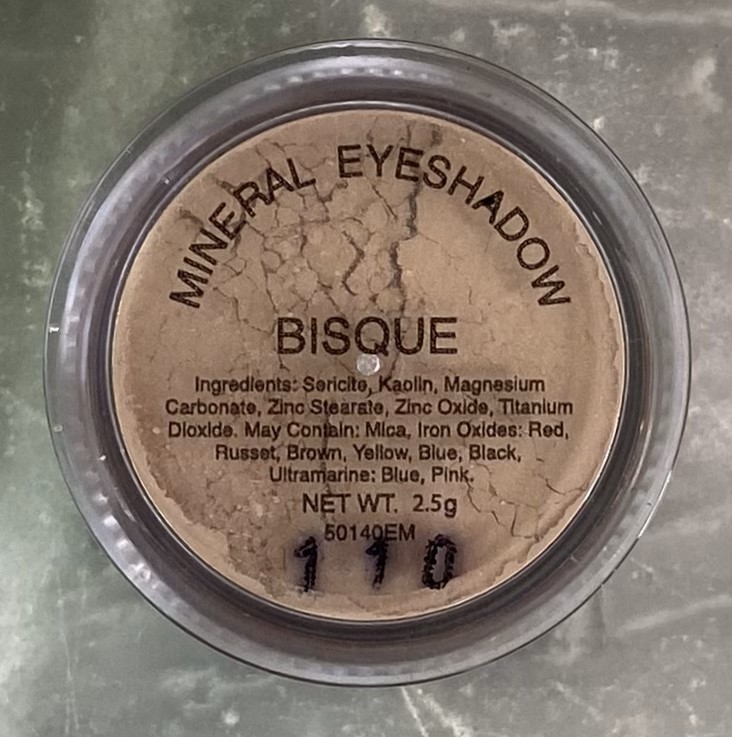 MINERAL EYESHADOW
BISQUE
Ingredients: Sericite, Kaolin, Magnesium
Carbonate, Zinc Stearate, Zinc Oxide, Titanium
Dioxide. May Contain: Mica, Iron Oxides: Red,
Russet, Brown, Yellow, Blue, Black,
Ultramarine: Blue, Pink.
NET WT. 2.5g
50140EM
110